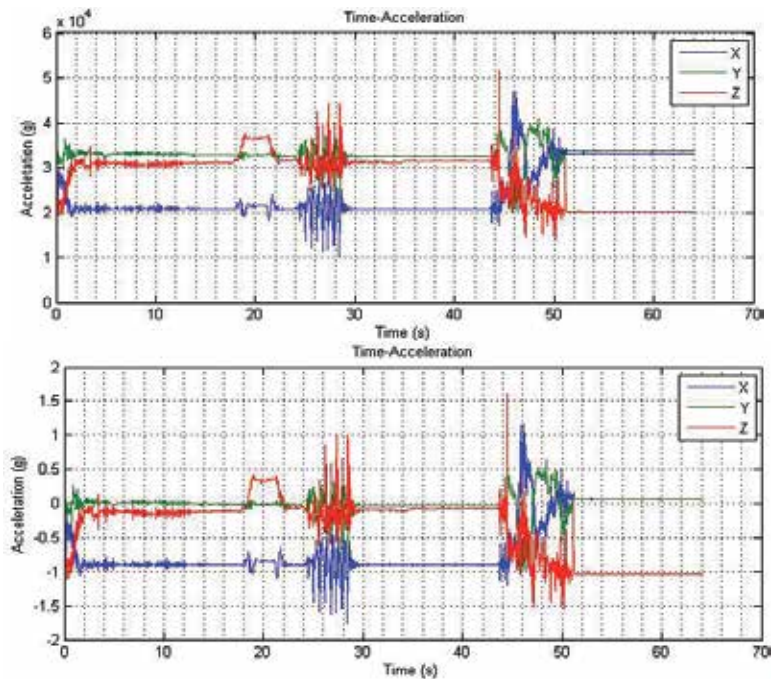 x 10⁴
Time-Acceleration
6
5
4
3
2
1
0
Acceleration (g)
X
Y
Z
0 10 20 30 40 50 60 70
Time (s)
Time-Acceleration
2
1.5
1
0.5
0
-0.5
-1
-1.5
-2
Acceleration (g)
X
Y
Z
0 10 20 30 40 50 60 70
Time (s)